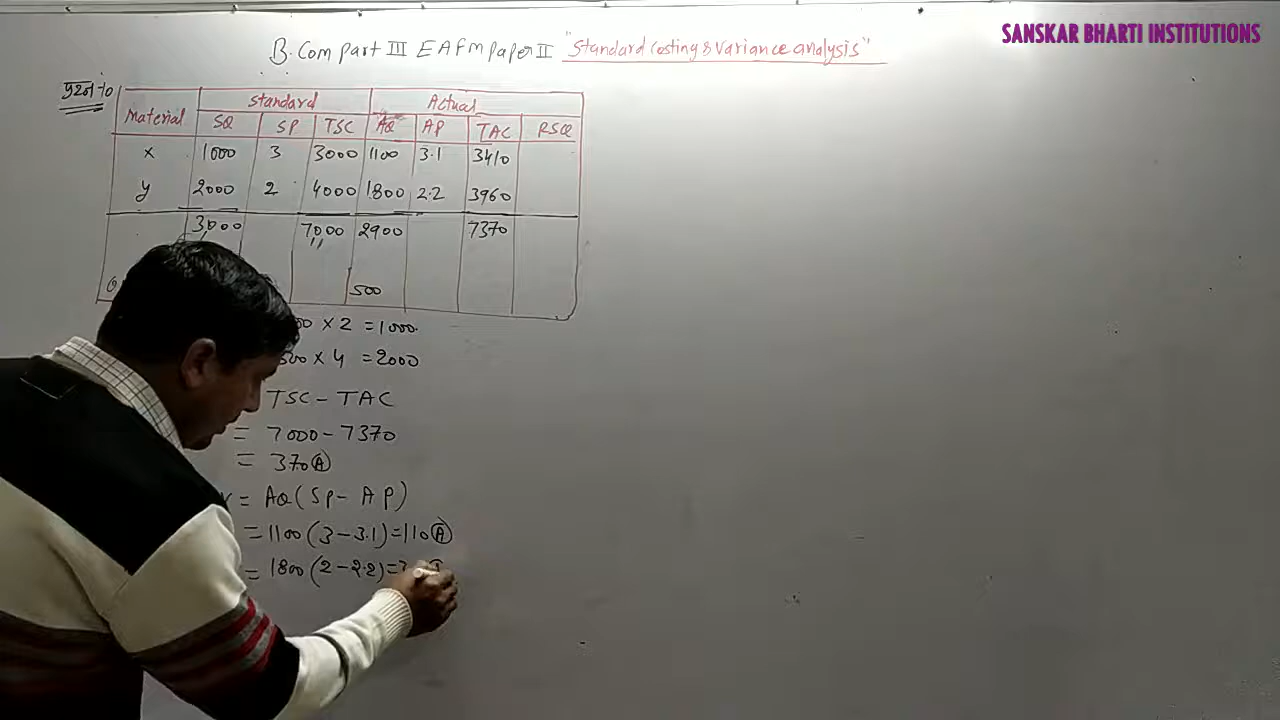 SANSKAR BHARTI INSTITUTIONS
B.Com part III EAFM paper II "Standard costing & variance analysis"
प्रश्न 10
Material Standard Actual
SQ SP TSC AQ AP TAC RSQ
x 1000 3 3000 1100 3.1 3410
y 2000 2 4000 1800 2.2 3960
3000 7000 2900 7370
500
× 2 = 1000
× 4 = 2000
TSC - TAC
= 7000 - 7370
= 370 Ⓐ
= AQ (SP - AP)
= 1100 (3 - 3.1) = 110 Ⓐ
= 1800 (2 - 2.2) =